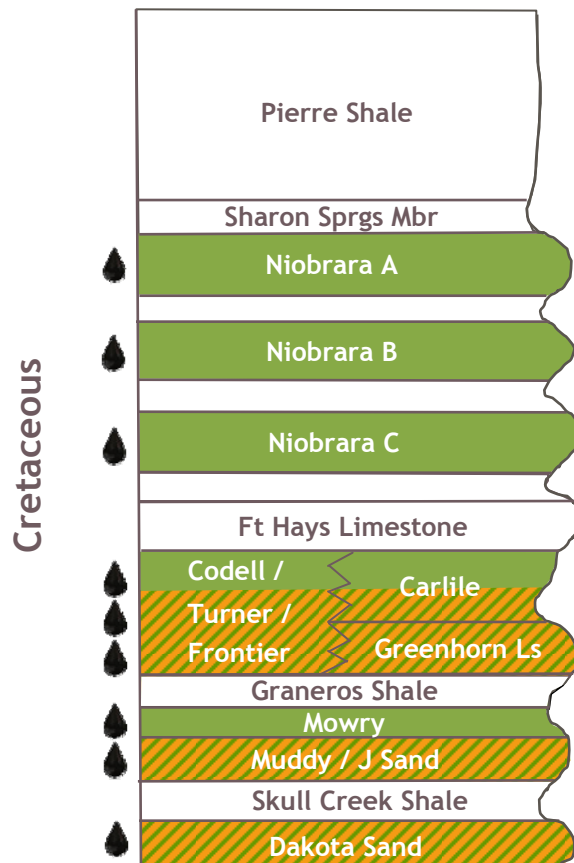 Cretaceous
Pierre Shale
Sharon Sprgs Mbr
Niobrara A
Niobrara B
Niobrara C
Ft Hays Limestone
Codell /
Turner /
Frontier
Carlile
Greenhorn Ls
Graneros Shale
Mowry
Muddy / J Sand
Skull Creek Shale
Dakota Sand